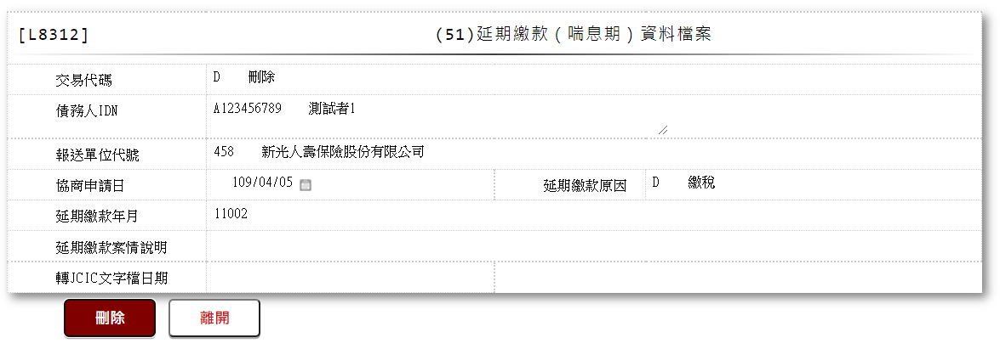 [L8312] (51)延期繳款(喘息期)資料檔案
交易代碼 D 刪除
債務人IDN A123456789 測試者1
報送單位代號 458 新光人壽保險股份有限公司
協商申請日 109/04/05 延期繳款原因 D 繳稅
延期繳款年月 11002
延期繳款案情說明
轉JCIC文字檔日期
刪除 離開